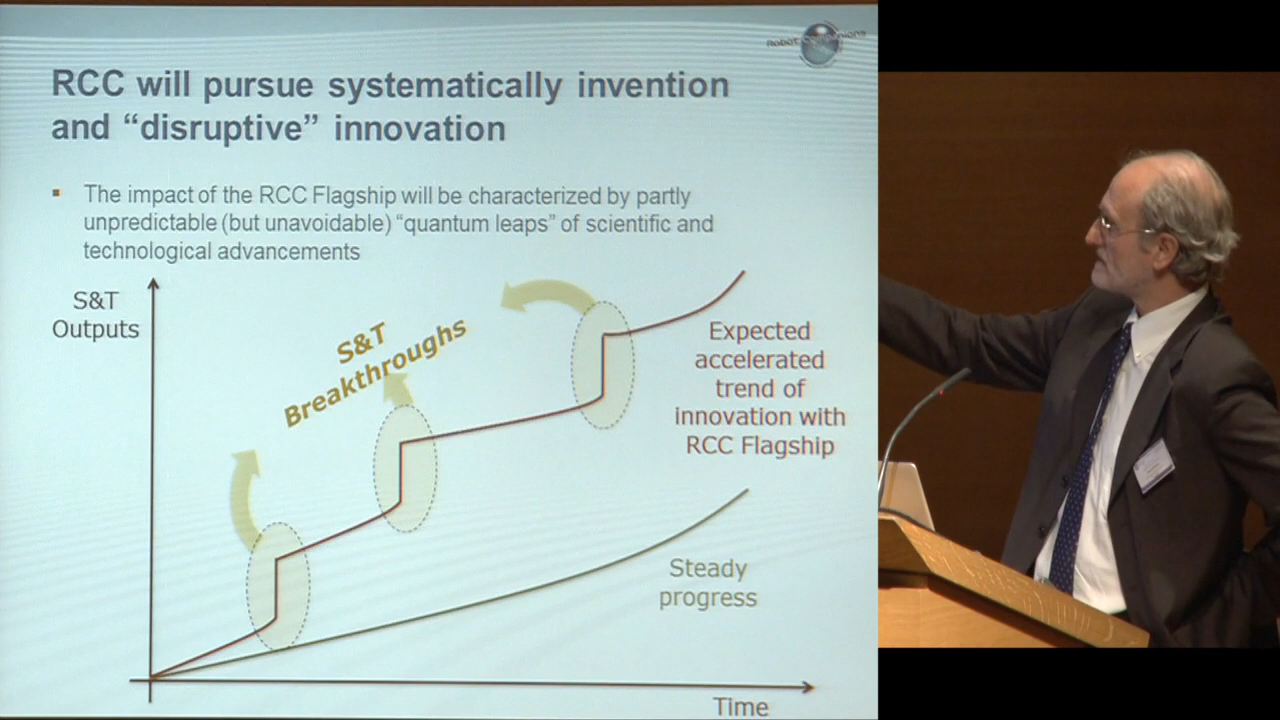 Robot Companions
RCC will pursue systematically invention
and “disruptive” innovation
▪ The impact of the RCC Flagship will be characterized by partly
unpredictable (but unavoidable) “quantum leaps” of scientific and
technological advancements
S&T
Outputs
S&T
Breakthroughs
Expected
accelerated
trend of
innovation with
RCC Flagship
Steady
progress
Time